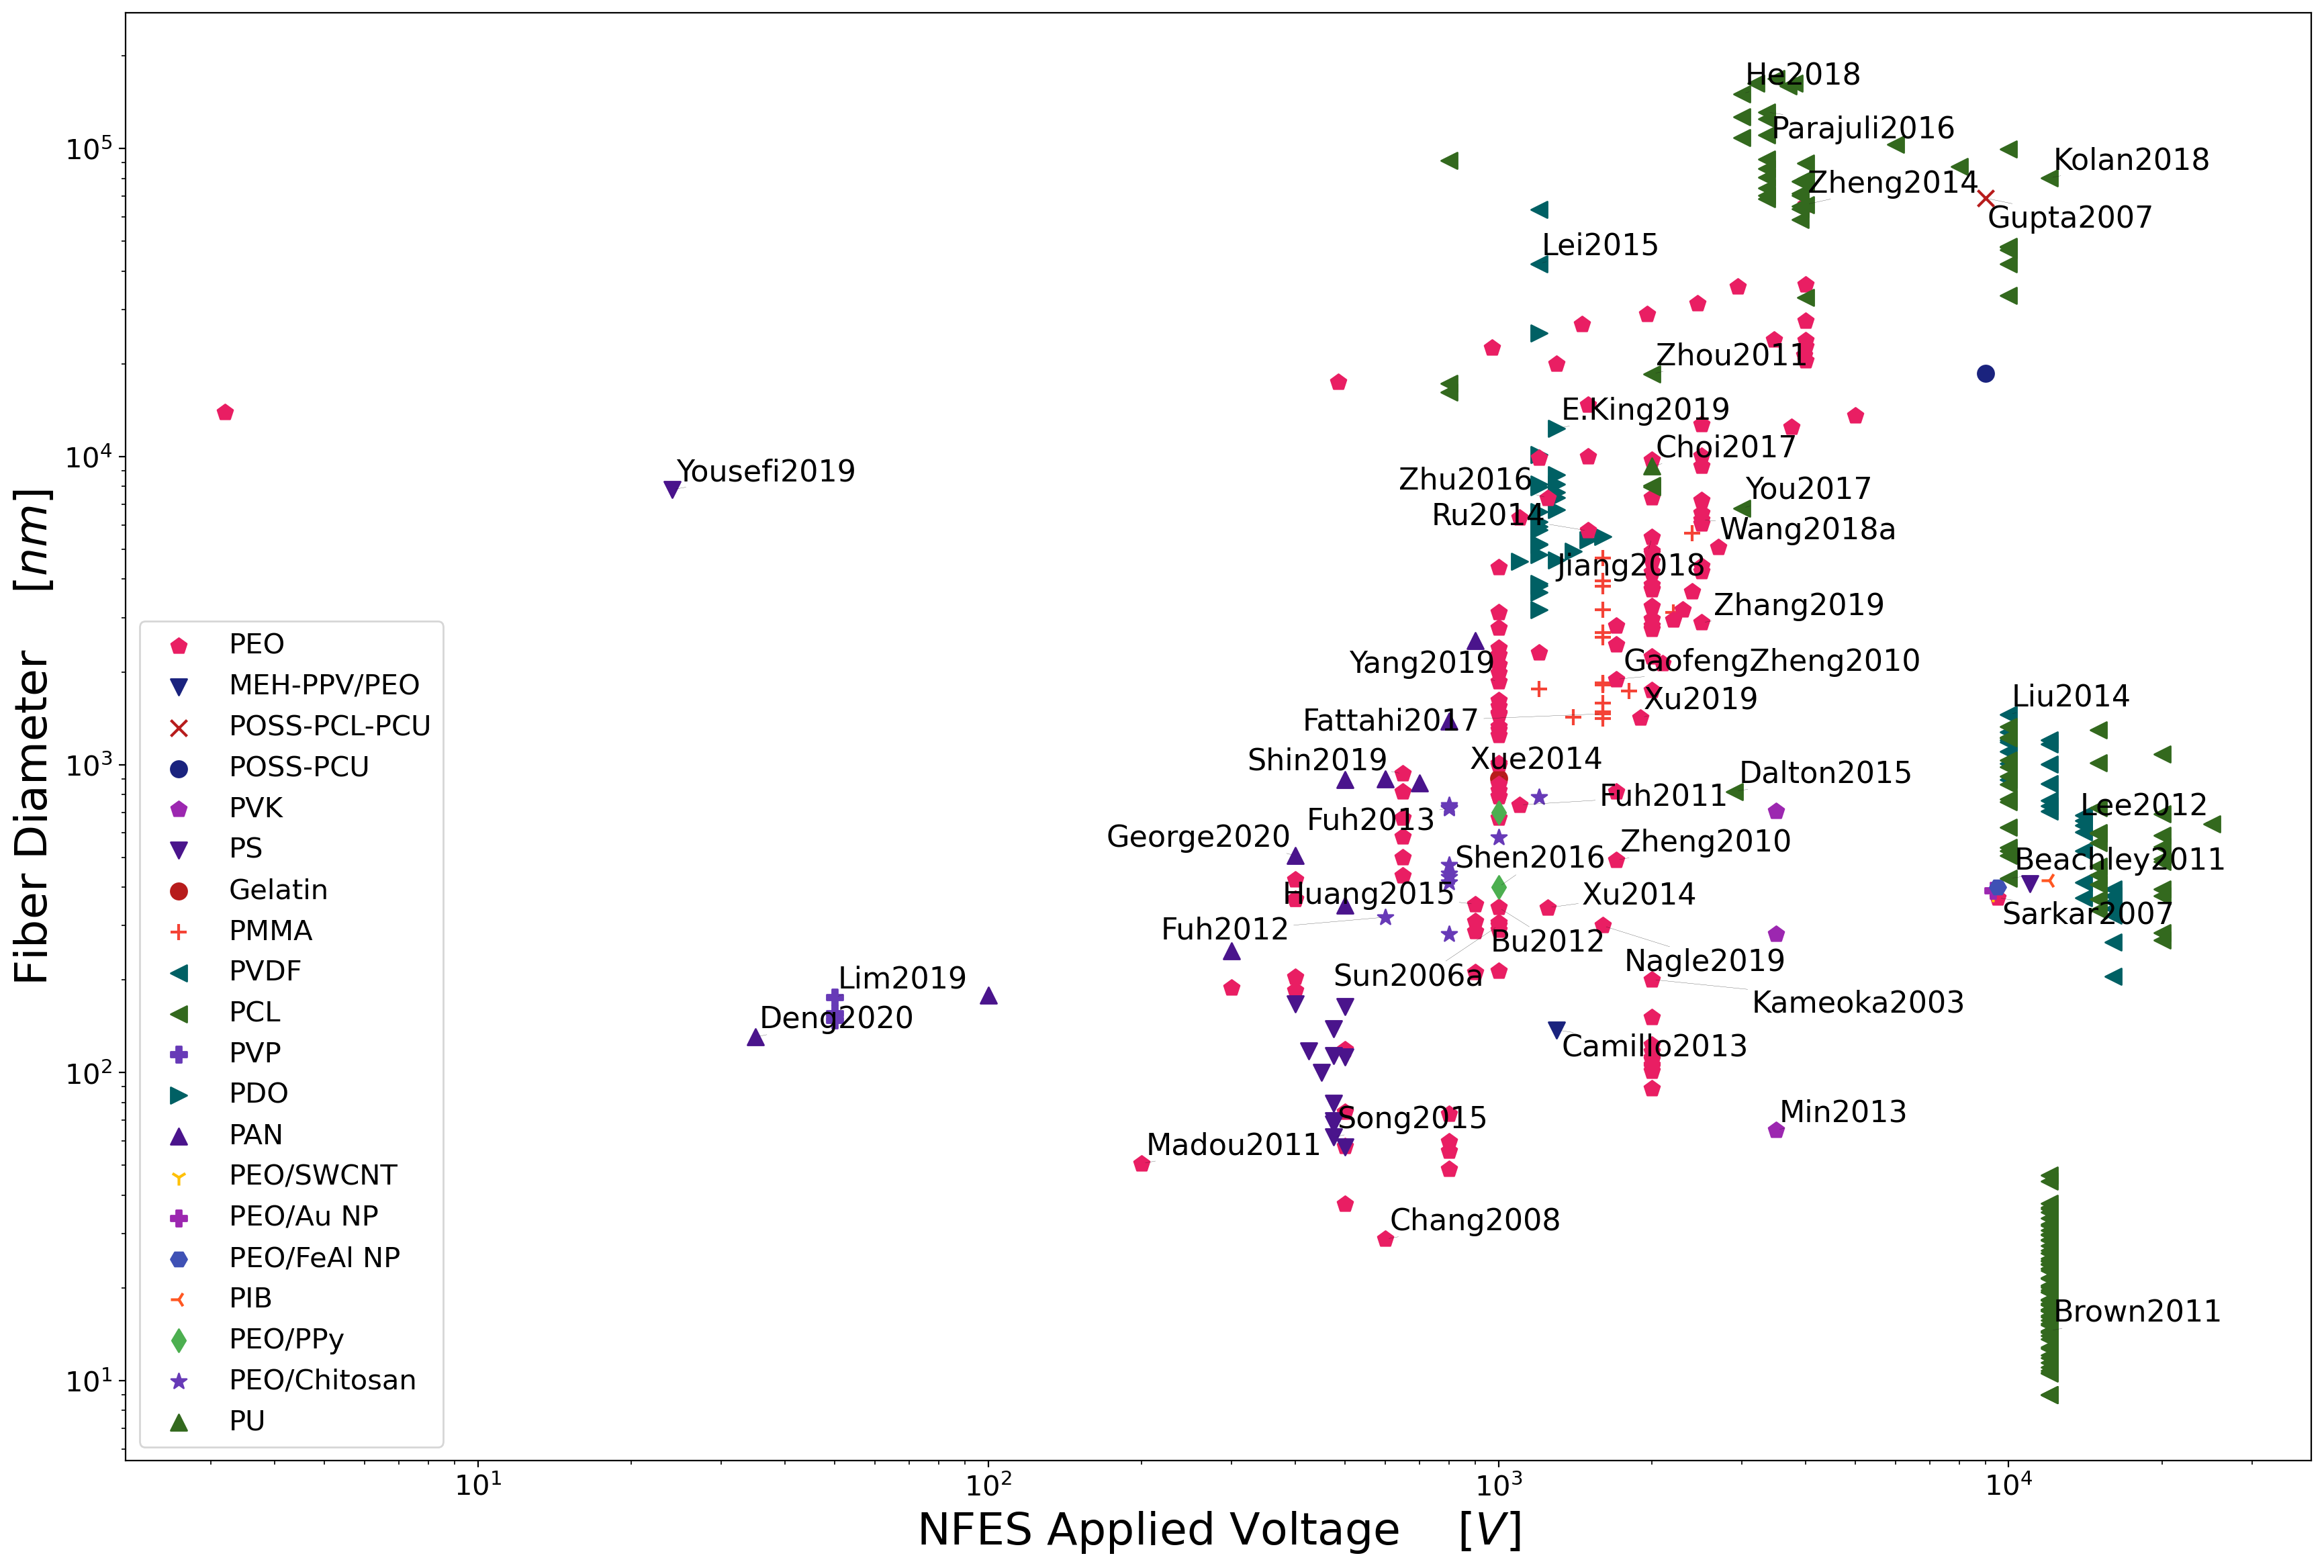 He2018
Parajuli2016
Kolan2018
Zheng2014
Gupta2007
Lei2015
Zhou2011
E.King2019
Choi2017
Yousefi2019
Zhu2016
You2017
Ru2014
Wang2018a
Jiang2018
Zhang2019
Yang2019
GaofengZheng2010
Xu2019
Liu2014
Fattahi2017
Shin2019
Xue2014
Dalton2015
Fuh2011
Lee2012
Fuh2013
George2020
Zheng2010
Shen2016
Beachley2011
Huang2015
Xu2014
Sarkar2007
Fuh2012
Bu2012
Nagle2019
Lim2019
Sun2006a
Kameoka2003
Deng2020
Camillo2013
Song2015
Min2013
Madou2011
Chang2008
Brown2011
PEO
MEH-PPV/PEO
POSS-PCL-PCU
POSS-PCU
PVK
PS
Gelatin
PMMA
PVDF
PCL
PVP
PDO
PAN
PEO/SWCNT
PEO/Au NP
PEO/FeAl NP
PIB
PEO/PPy
PEO/Chitosan
PU
Fiber Diameter [nm]
10⁵
10⁴
10³
10²
10¹
10¹ 10² 10³ 10⁴
NFES Applied Voltage [V]